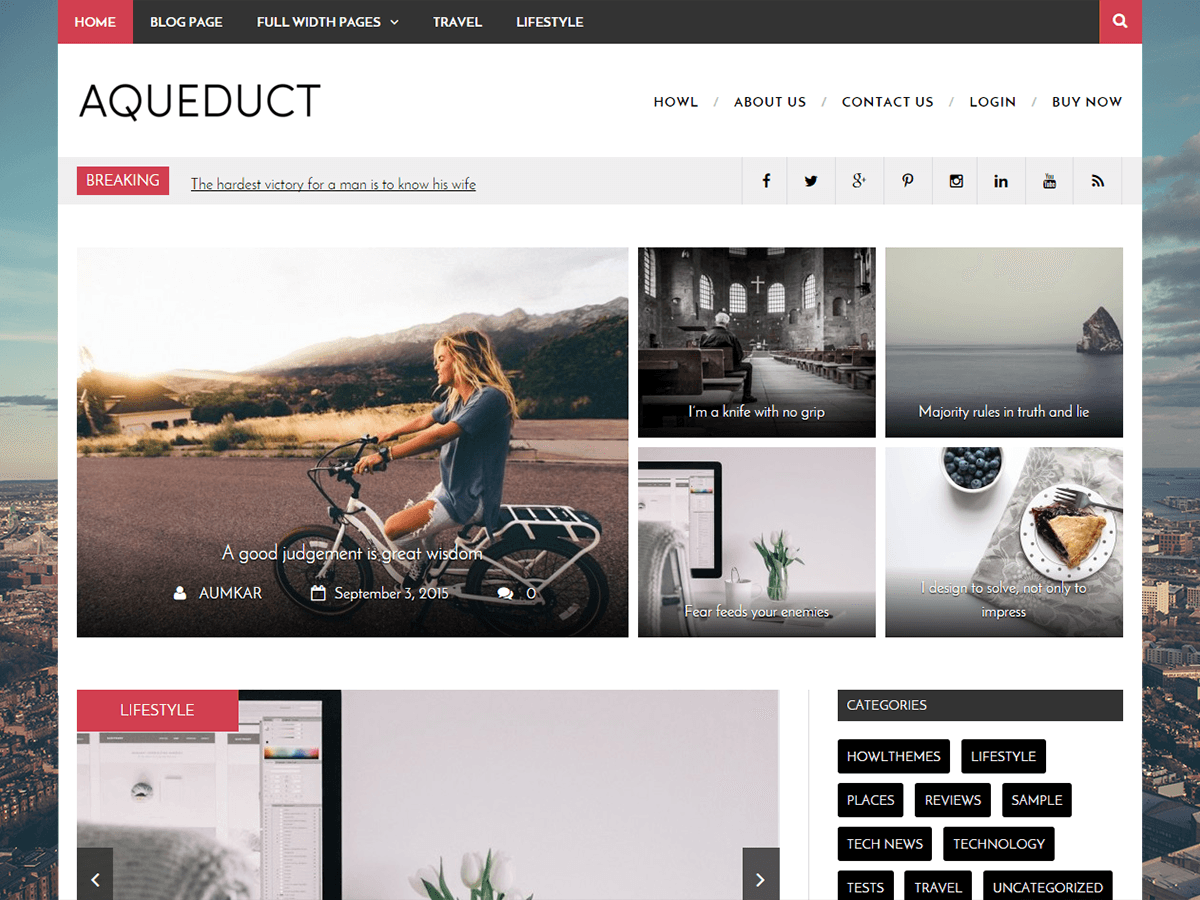 HOME BLOG PAGE FULL WIDTH PAGES TRAVEL LIFESTYLE
AQUEDUCT
HOWL / ABOUT US / CONTACT US / LOGIN / BUY NOW
BREAKING The hardest victory for a man is to know his wife
You Tube
A good judgement is great wisdom
AUMKAR September 3, 2015 0
I'm a knife with no grip
Majority rules in truth and lie
Fear feeds your enemies
I design to solve, not only to
impress
LIFESTYLE
CATEGORIES
HOWLTHEMES LIFESTYLE
PLACES REVIEWS SAMPLE
TECH NEWS TECHNOLOGY
TESTS TRAVEL UNCATEGORIZED